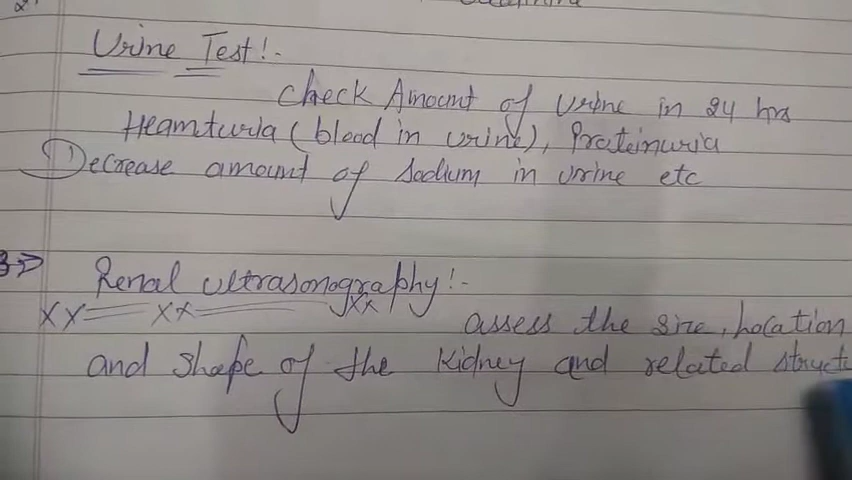 Urine Test!-
Check Amount of Urine in 24 hrs
Heamturia (blood in urine), Proteinuria
Decrease amount of Sodium in urine etc
3⇒ Renal ultrasonography!-
assess the size, Location
and shape of the Kidney and related struct